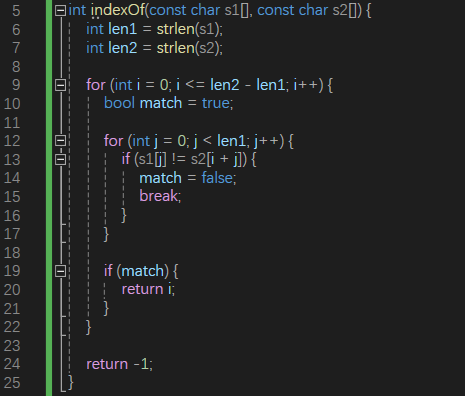 5 int indexOf(const char s1[], const char s2[]) {
6     int len1 = strlen(s1);
7     int len2 = strlen(s2);
8
9     for (int i = 0; i <= len2 - len1; i++) {
10         bool match = true;
11
12         for (int j = 0; j < len1; j++) {
13             if (s1[j] != s2[i + j]) {
14                 match = false;
15                 break;
16             }
17         }
18
19         if (match) {
20             return i;
21         }
22     }
23
24     return -1;
25 }